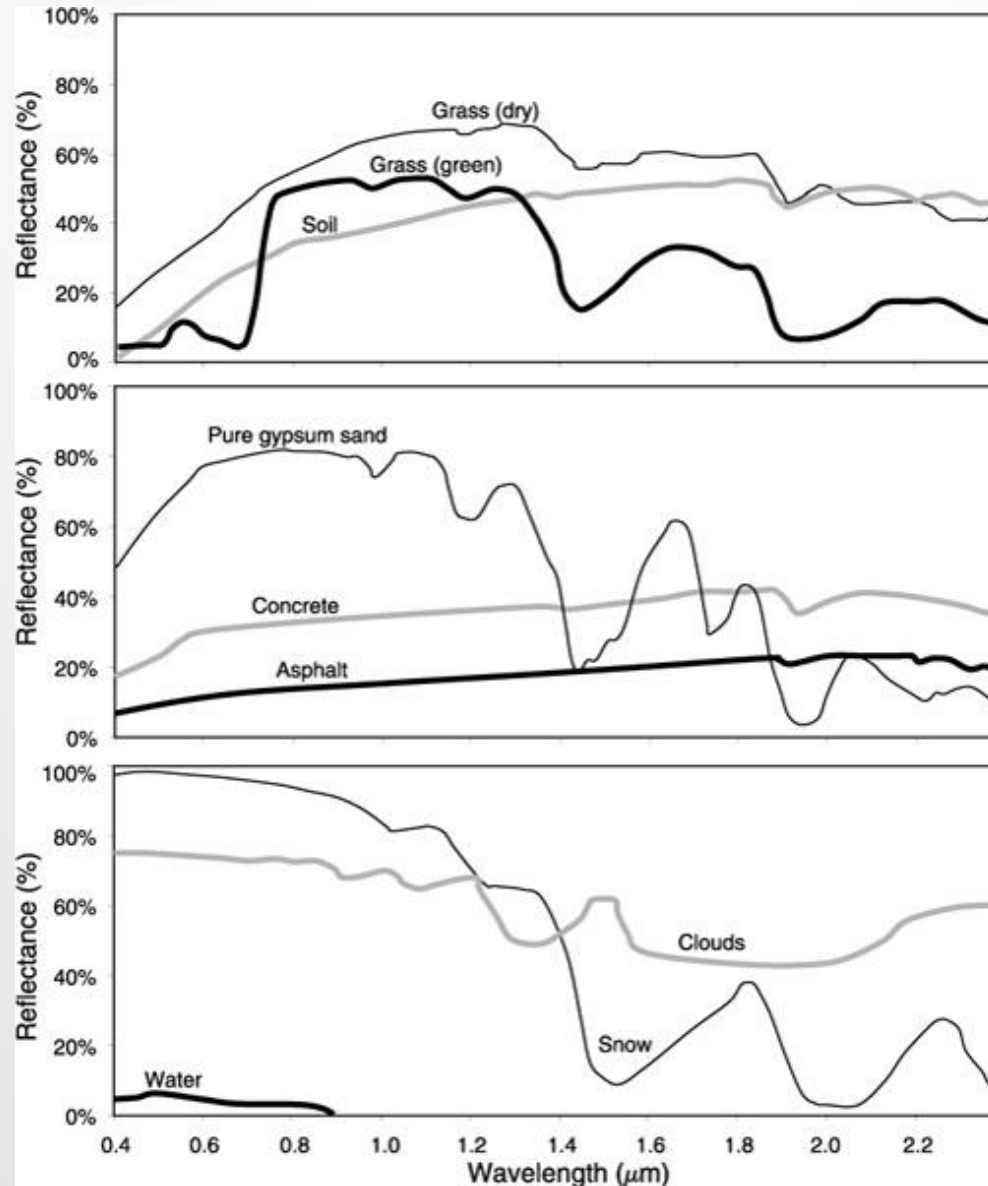 100%
80%
60%
40%
20%
0%
Reflectance (%)
Grass (dry)
Grass (green)
Soil
100%
80%
60%
40%
20%
0%
Reflectance (%)
Pure gypsum sand
Concrete
Asphalt
100%
80%
60%
40%
20%
0%
Reflectance (%)
Clouds
Snow
Water
0.4 0.6 0.8 1.0 1.2 1.4 1.6 1.8 2.0 2.2
Wavelength (μm)